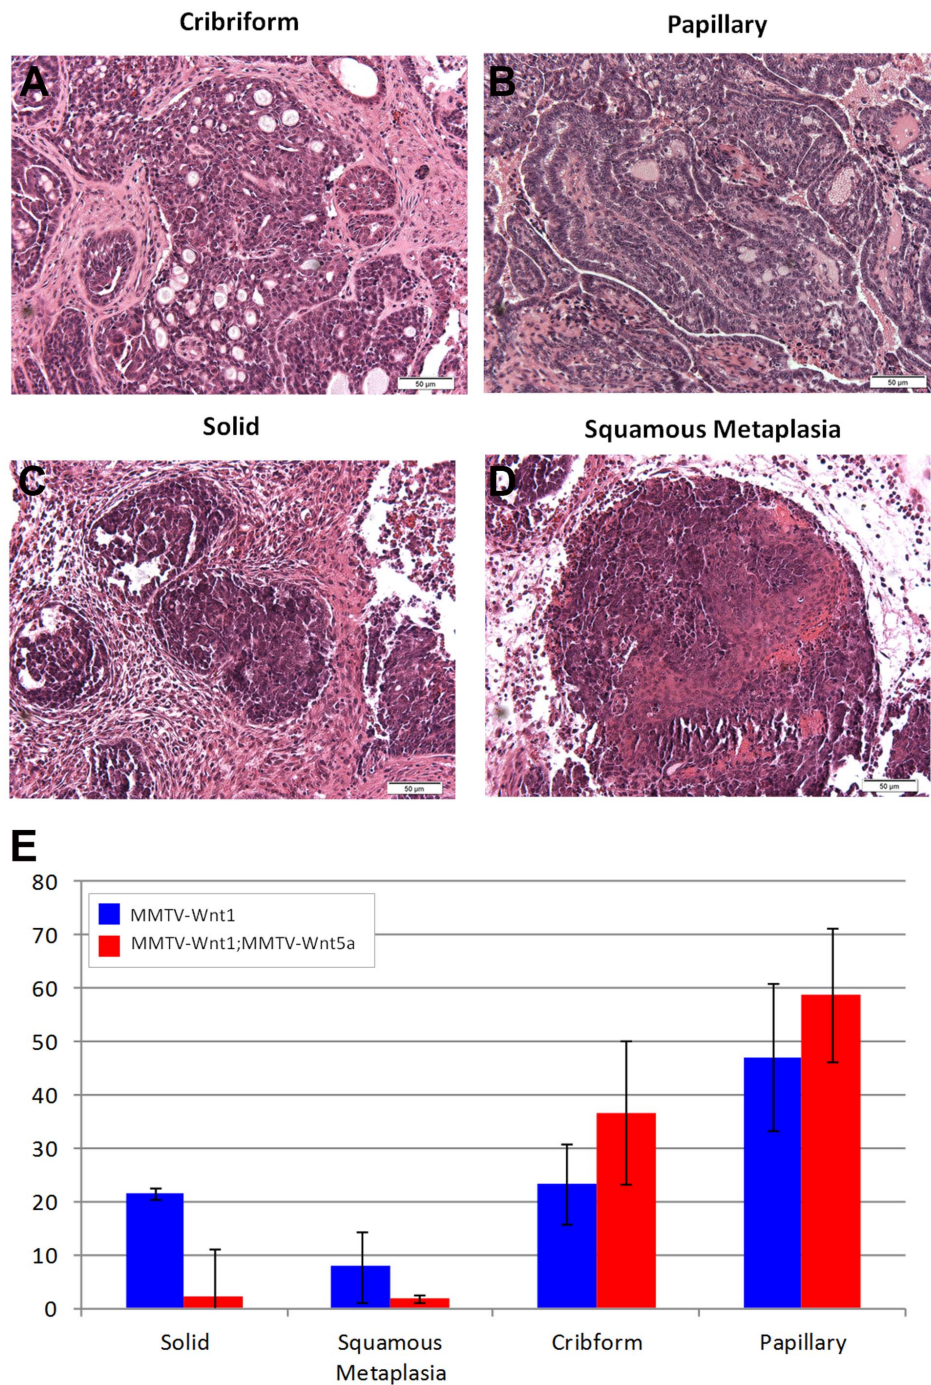 Cribriform
Papillary
A
B
50 µm
50 µm
Solid
Squamous Metaplasia
C
D
50 µm
50 µm
E
80
70
60
50
40
30
20
10
0
MMTV-Wnt1
MMTV-Wnt1;MMTV-Wnt5a
Solid
Squamous
Metaplasia
Cribform
Papillary